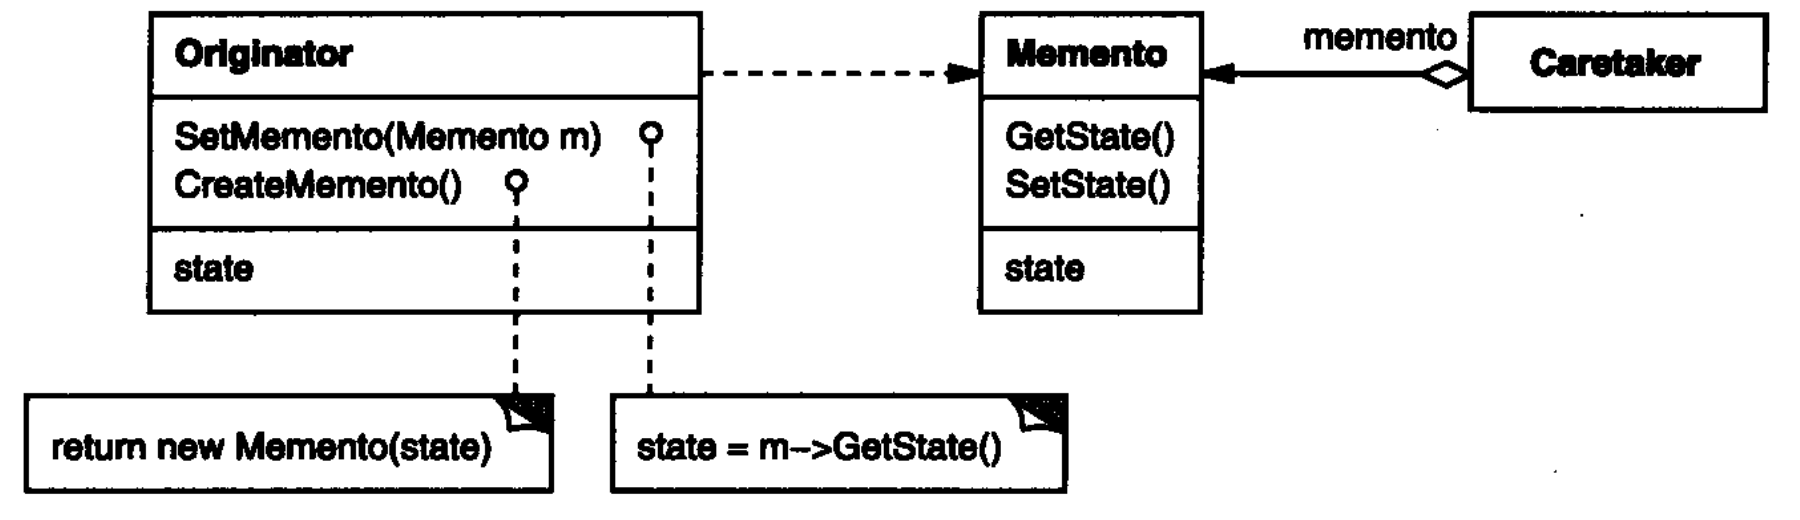 Originator
SetMemento(Memento m)
CreateMemento()
state
Memento
GetState()
SetState()
state
memento
Caretaker
return new Memento(state)
state = m->GetState()